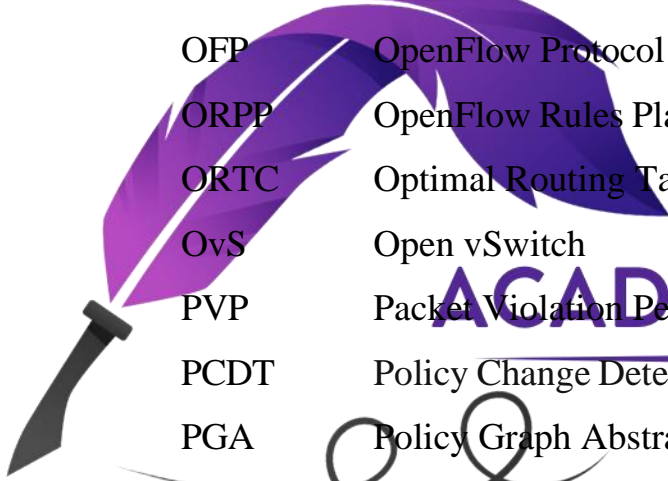 OFP OpenFlow Protocol
ORPP OpenFlow Rules Pla
ORTC Optimal Routing Ta
OvS Open vSwitch
ACAD
PVP Packet Violation Pe
PCDT Policy Change Dete
PGA Policy Graph Abstra